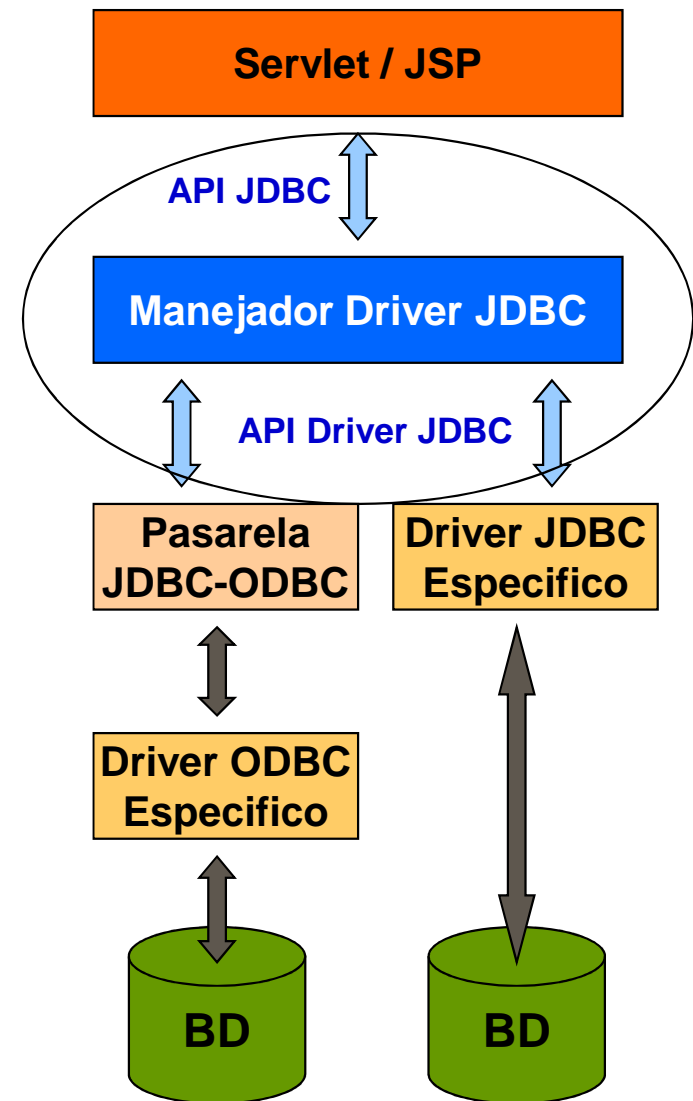 Servlet / JSP
API JDBC
Manejador Driver JDBC
API Driver JDBC
Pasarela
JDBC-ODBC
Driver JDBC
Especifico
Driver ODBC
Especifico
BD
BD